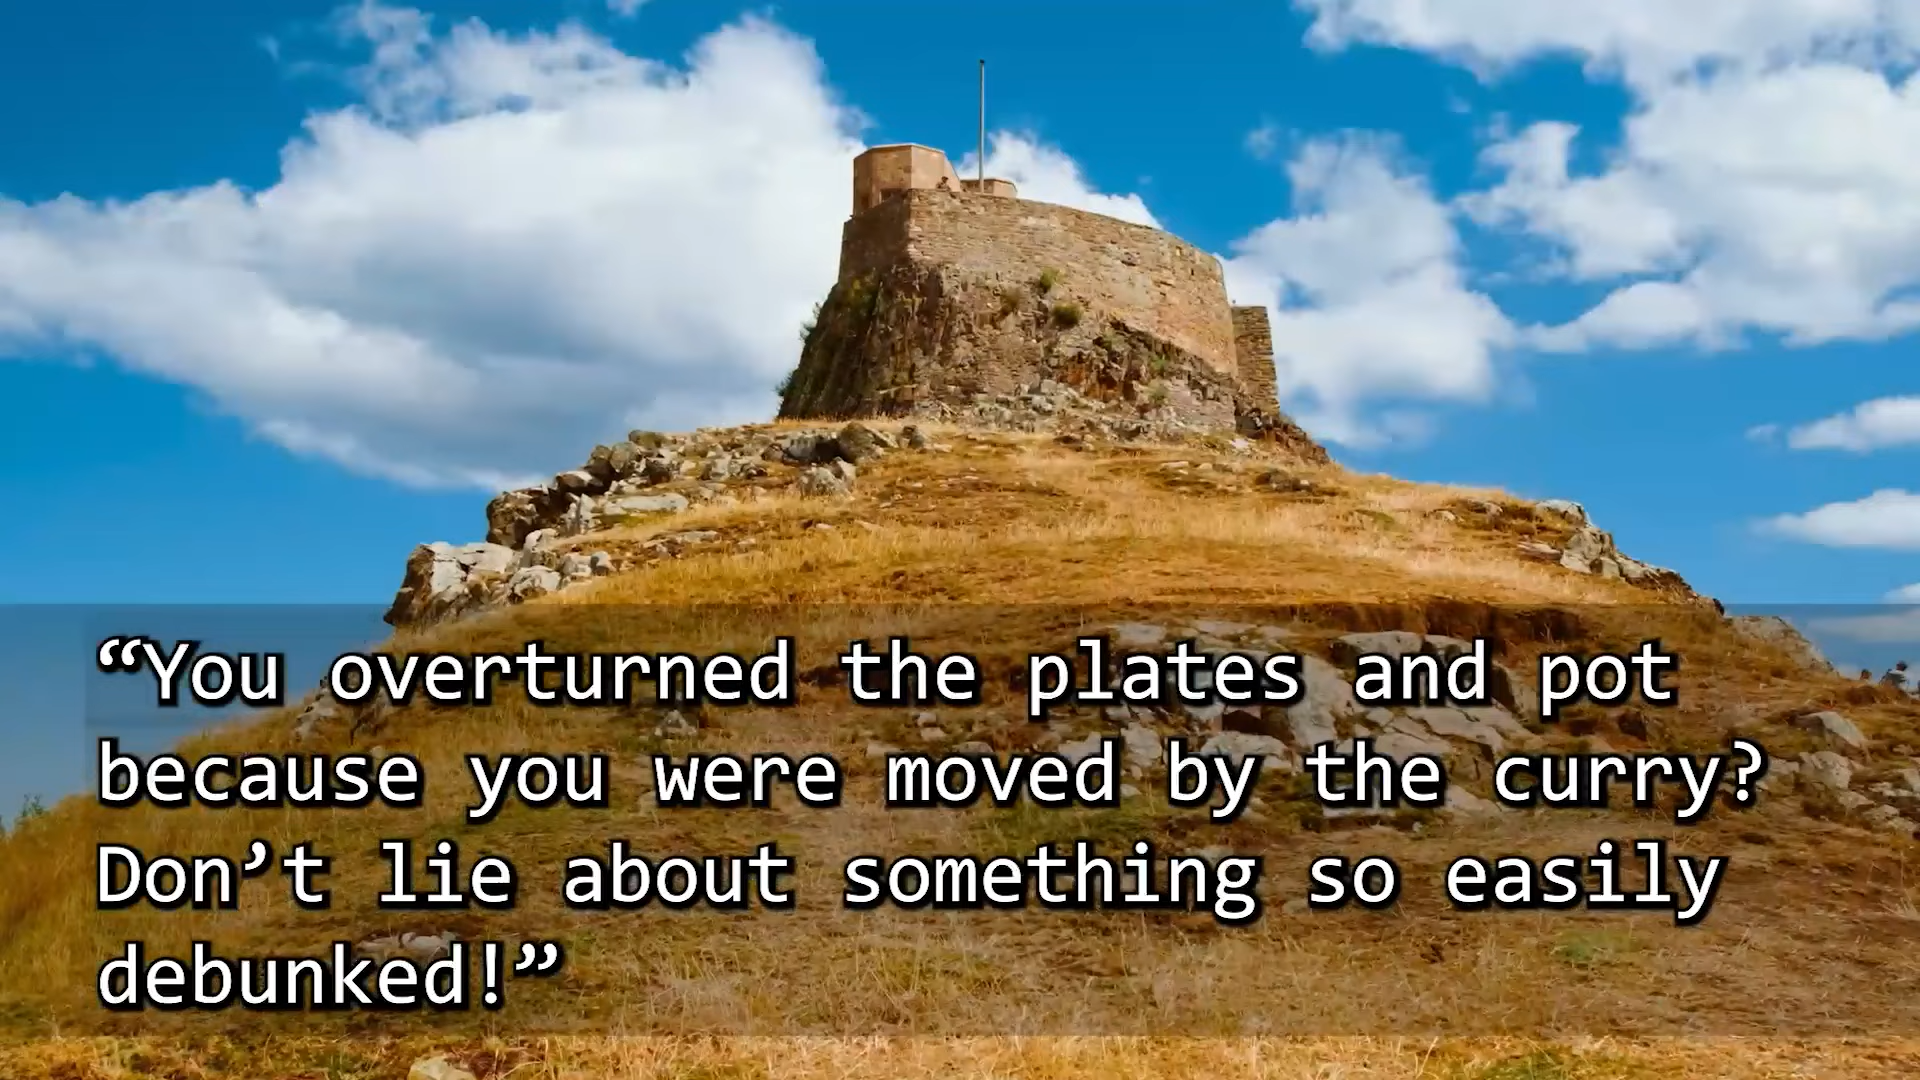 “You overturned the plates and pot
because you were moved by the curry?
Don’t lie about something so easily
debunked!”